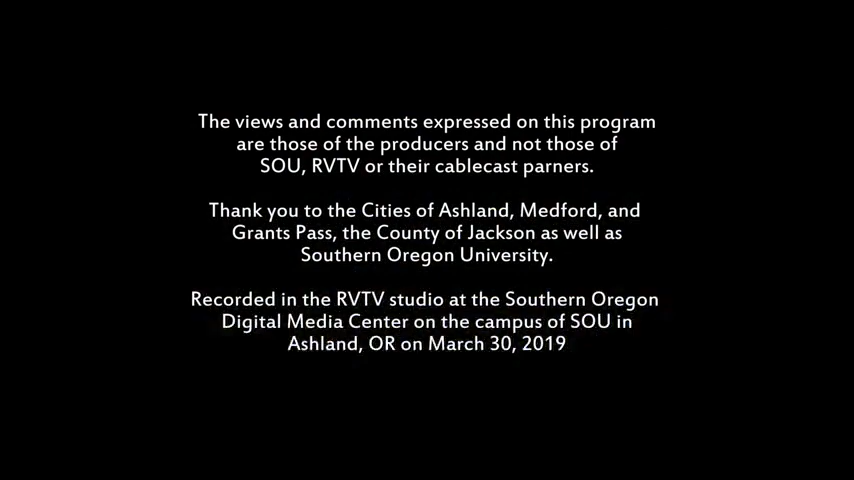 The views and comments expressed on this program
are those of the producers and not those of
SOU, RVTV or their cablecast parners.
Thank you to the Cities of Ashland, Medford, and
Grants Pass, the County of Jackson as well as
Southern Oregon University.
Recorded in the RVTV studio at the Southern Oregon
Digital Media Center on the campus of SOU in
Ashland, OR on March 30, 2019